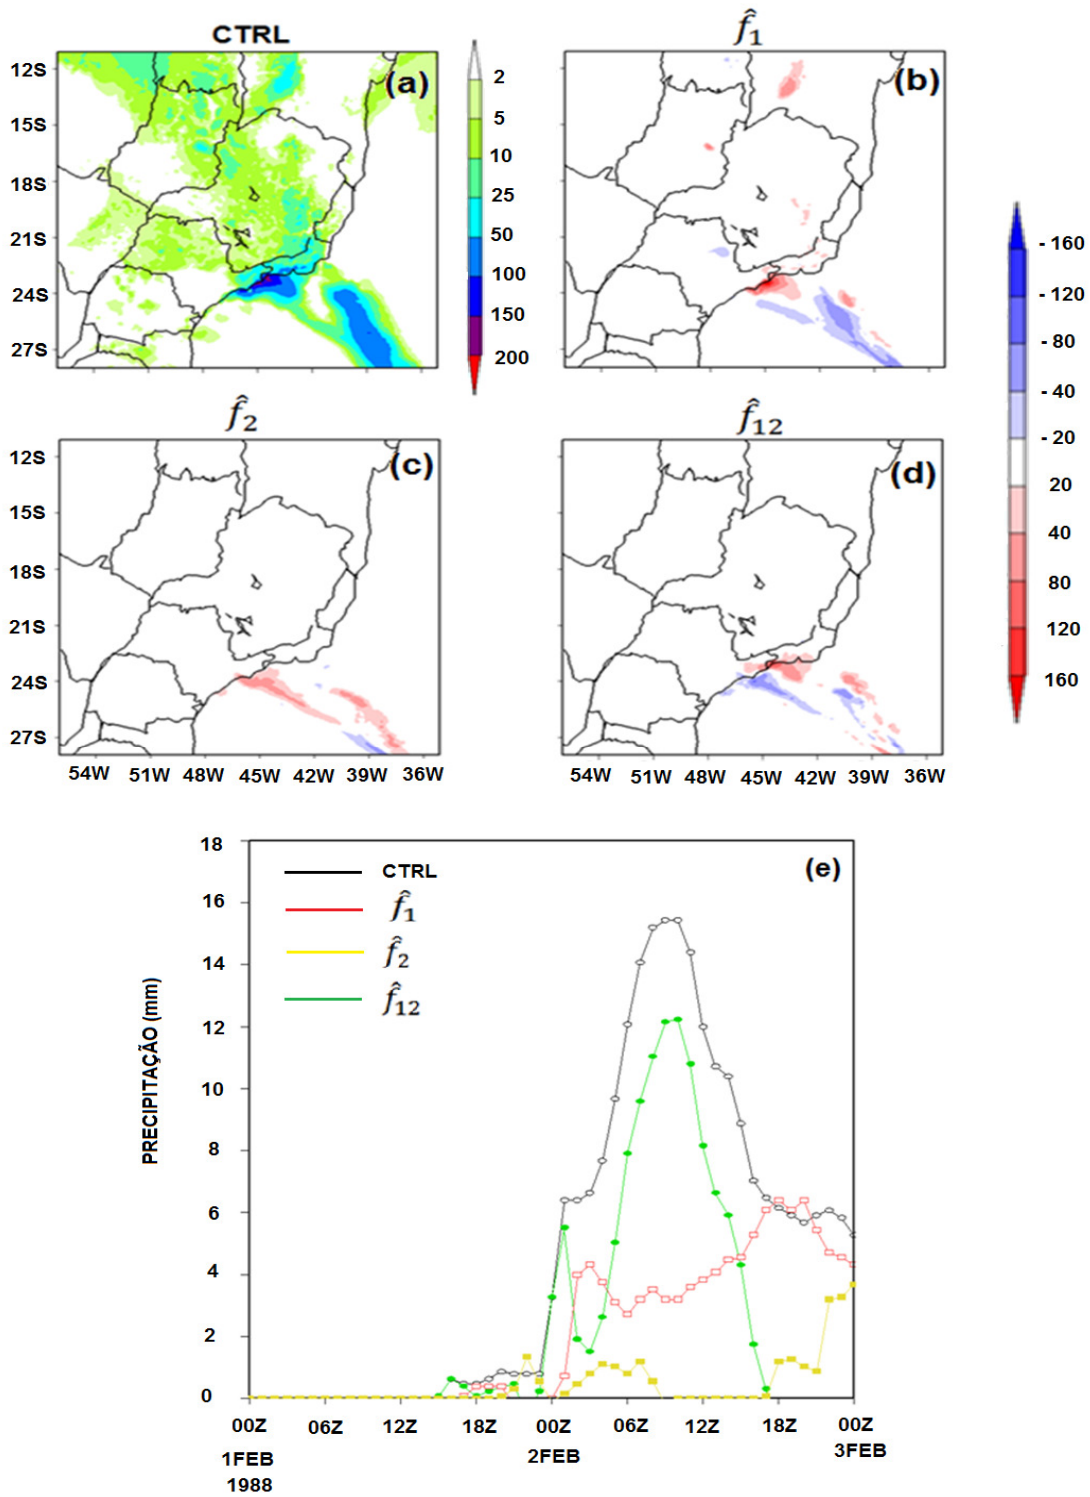 CTRL
f̂1
(a)
(b)
12S
15S
18S
21S
24S
27S
2
5
10
25
50
100
150
200
f̂2
f̂12
(c)
(d)
12S
15S
18S
21S
24S
27S
54W 51W 48W 45W 42W 39W 36W
54W 51W 48W 45W 42W 39W 36W
- 160
- 120
- 80
- 40
- 20
20
40
80
120
160
(e)
CTRL
f̂1
f̂2
f̂12
PRECIPITAÇÃO (mm)
18
16
14
12
10
8
6
4
2
0
00Z 06Z 12Z 18Z 00Z 06Z 12Z 18Z 00Z
1FEB 2FEB 3FEB
1988